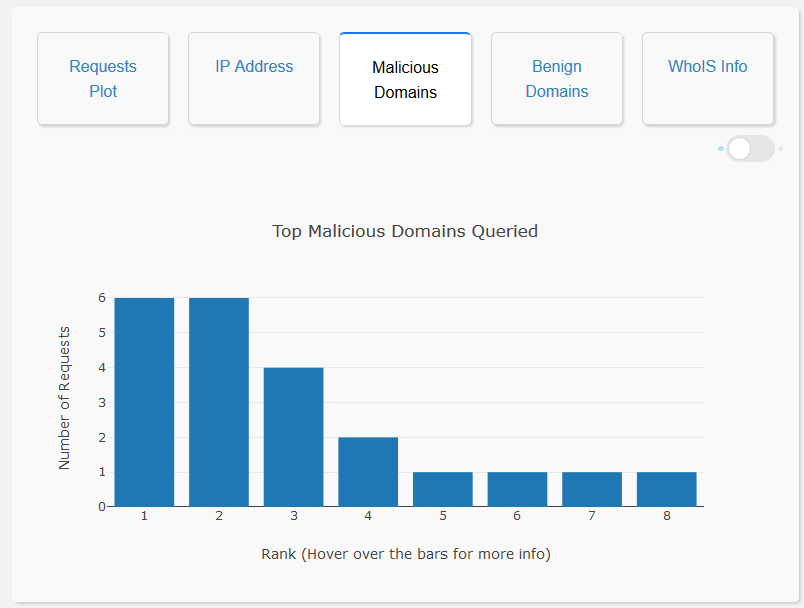 Requests
Plot
IP Address
Malicious
Domains
Benign
Domains
WhoIS Info
Top Malicious Domains Queried
Number of Requests
6
5
4
3
2
1
0
1 2 3 4 5 6 7 8
Rank (Hover over the bars for more info)